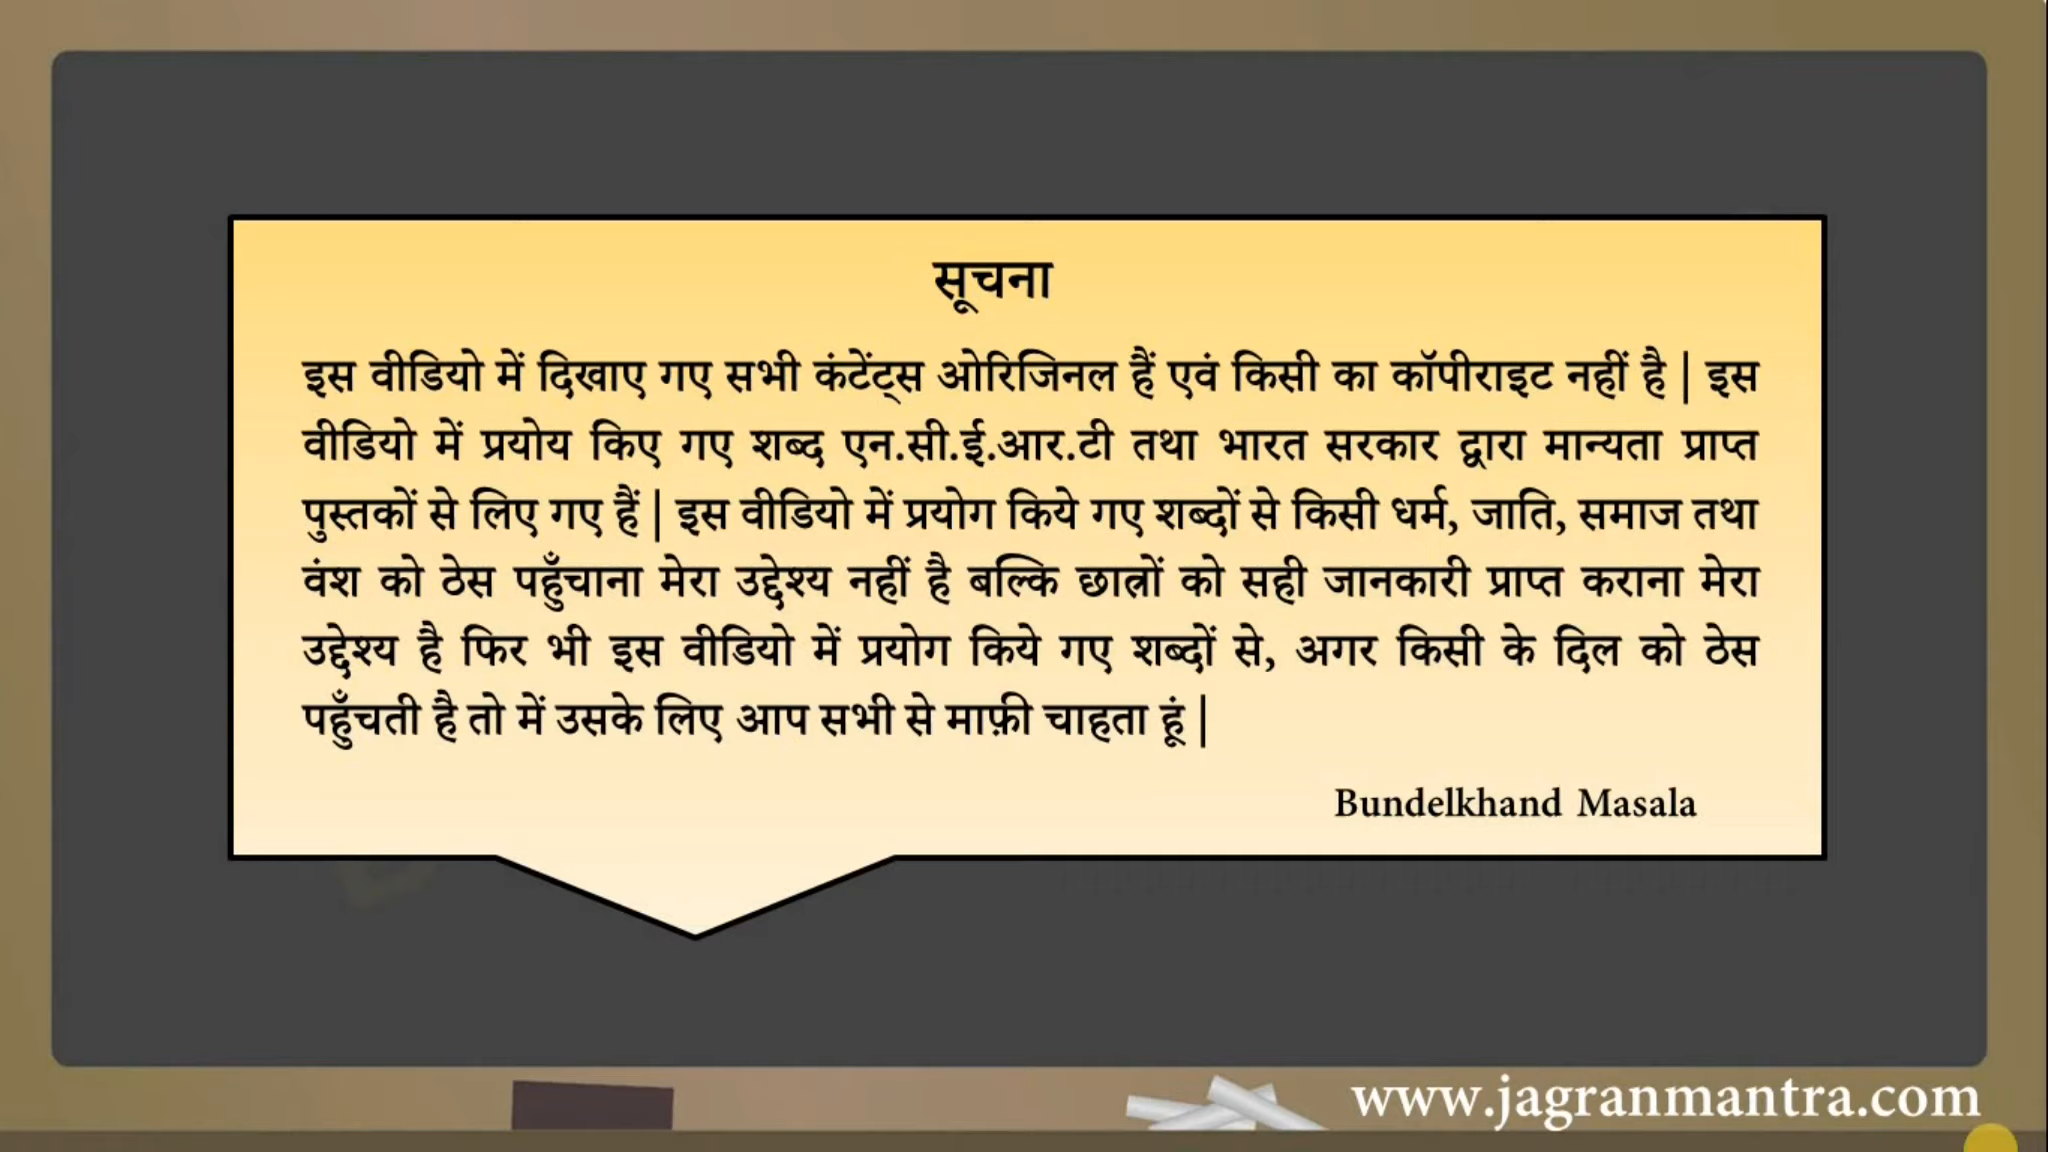 सूचना
इस वीडियो में दिखाए गए सभी कंटेंट्स ओरिजिनल हैं एवं किसी का कॉपीराइट नहीं है | इस
वीडियो में प्रयोय किए गए शब्द एन.सी.ई.आर.टी तथा भारत सरकार द्वारा मान्यता प्राप्त
पुस्तकों से लिए गए हैं | इस वीडियो में प्रयोग किये गए शब्दों से किसी धर्म, जाति, समाज तथा
वंश को ठेस पहुँचाना मेरा उद्देश्य नहीं है बल्कि छात्रों को सही जानकारी प्राप्त कराना मेरा
उद्देश्य है फिर भी इस वीडियो में प्रयोग किये गए शब्दों से, अगर किसी के दिल को ठेस
पहुँचती है तो में उसके लिए आप सभी से माफ़ी चाहता हूं |
Bundelkhand Masala
www.jagranmantra.com